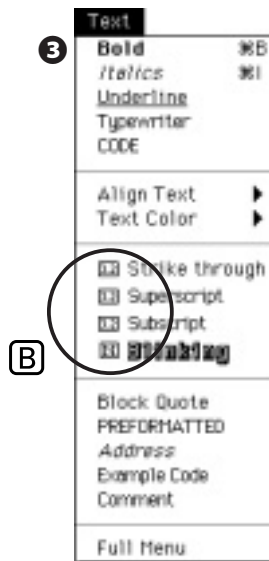 Text
❸
Bold ⌘B
Italics ⌘I
Underline
Typewriter
CODE
Align Text ▶
Text Color ▶
Strike through
Superscript
Subscript
B
Blinking
Block Quote
PREFORMATTED
Address
Example Code
Comment
Full Menu